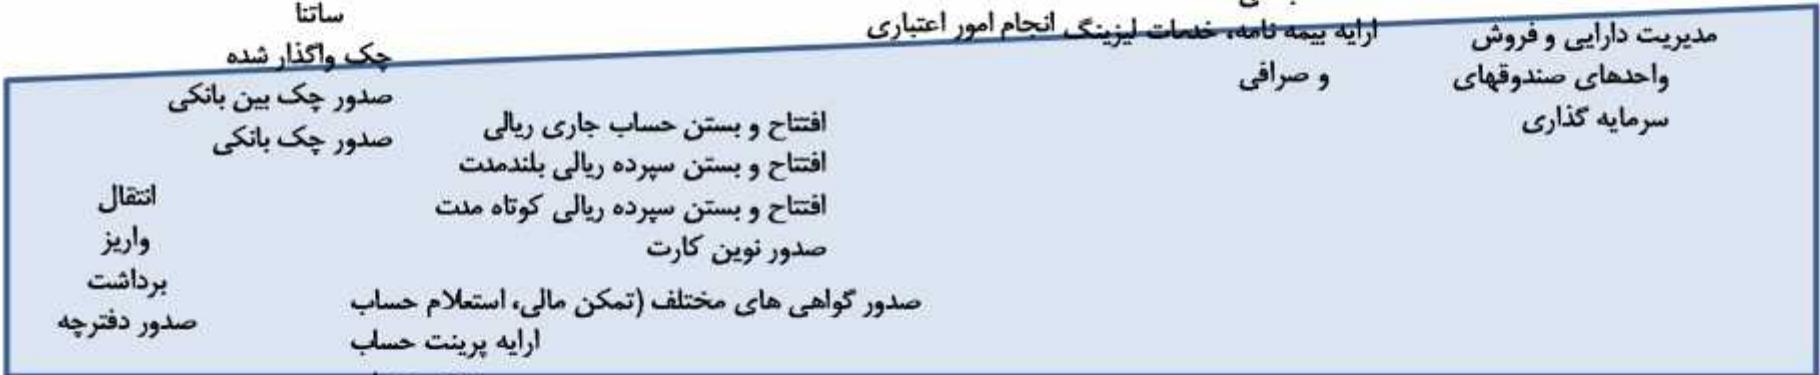 مدیریت دارایی و فروش
واحدهای صندوقهای
سرمایه گذاری
ارایه بیمه نامه، خدمات لیزینگ انجام امور اعتباری
و صرافی
افتتاح و بستن حساب جاری ریالی
افتتاح و بستن سپرده ریالی بلندمدت
افتتاح و بستن سپرده ریالی کوتاه مدت
صدور نوین کارت
صدور گواهی های مختلف (تمکن مالی، استعلام حساب
ارایه پرینت حساب
ساتنا
چک واگذار شده
صدور چک بین بانکی
صدور چک بانکی
انتقال
واریز
برداشت
صدور دفترچه